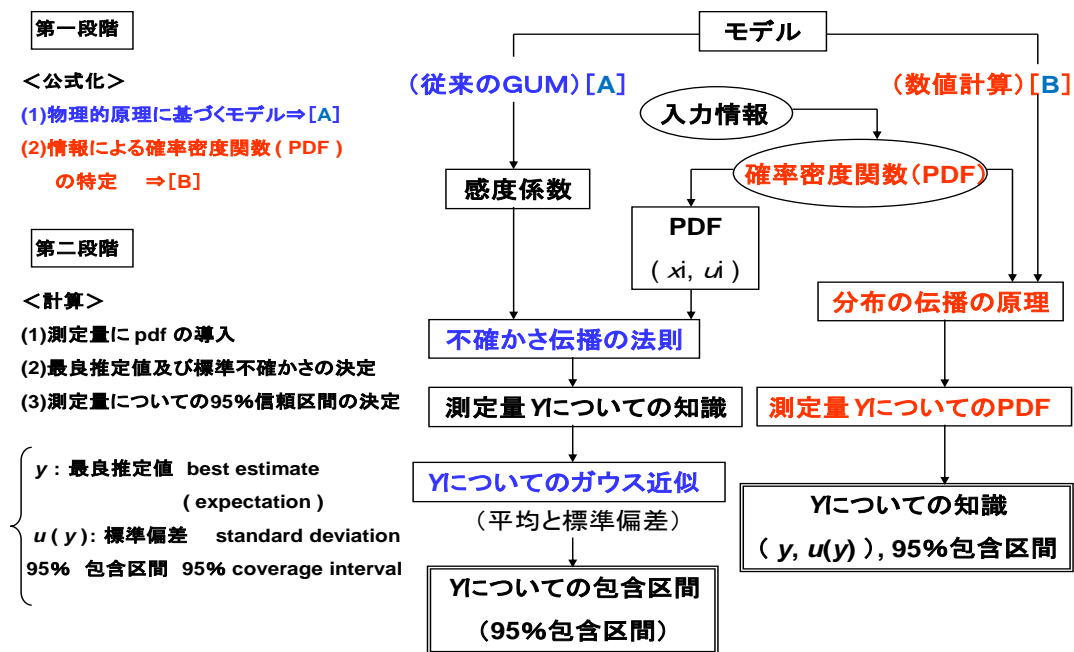 第一段階
<公式化>
(1)物理的原理に基づくモデル⇒[A]
(2)情報による確率密度関数 ( PDF )
の特定 ⇒[B]
第二段階
<計算>
(1)測定量に pdf の導入
(2)最良推定値及び標準不確かさの決定
(3)測定量についての95%信頼区間の決定
y : 最良推定値 best estimate
( expectation )
u ( y ): 標準偏差 standard deviation
95% 包含区間 95% coverage interval
モデル
(従来のGUM)[A]
(数値計算)[B]
入力情報
確率密度関数(PDF)
感度係数
PDF
( xi, ui )
分布の伝播の原理
不確かさ伝播の法則
測定量Yについての知識
測定量YについてのPDF
Yについてのガウス近似
(平均と標準偏差)
Yについての知識
( y, u(y) ), 95%包含区間
Yについての包含区間
(95%包含区間)